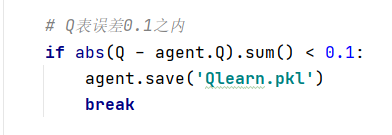 # Q表误差0.1之内
if abs(Q - agent.Q).sum() < 0.1:
    agent.save('Qlearn.pkl')
    break